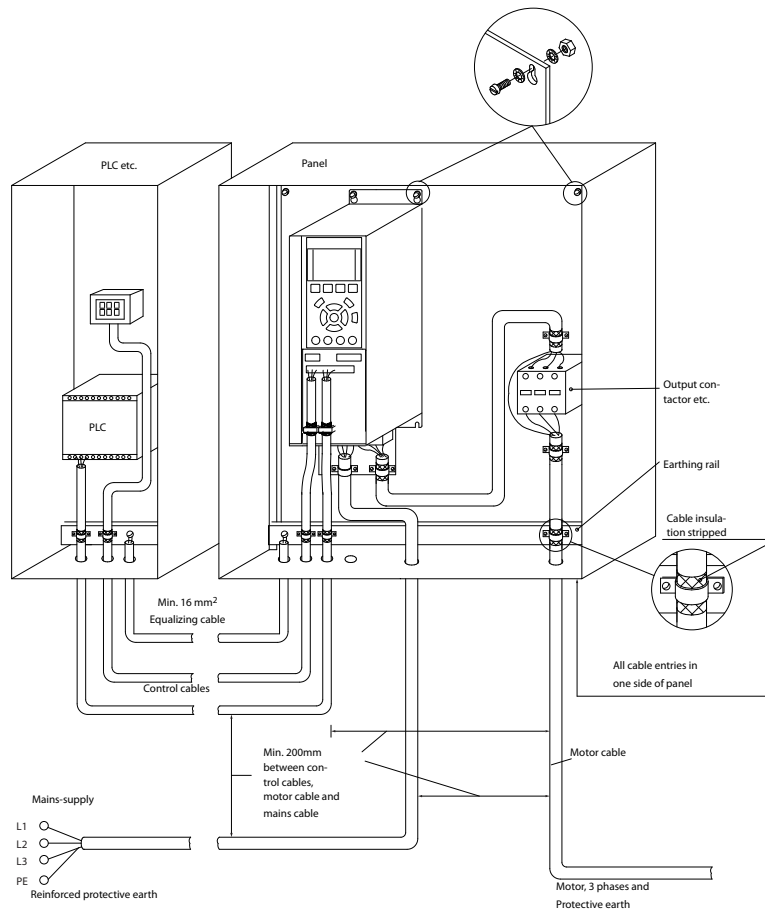 PLC etc.
Panel
PLC
Output con-
tactor etc.
Earthing rail
Cable insula-
tion stripped
Min. 16 mm²
Equalizing cable
Control cables
All cable entries in
one side of panel
Min. 200mm
between con-
trol cables,
motor cable and
mains cable
Motor cable
Mains-supply
L1
L2
L3
PE
Reinforced protective earth
Motor, 3 phases and
Protective earth